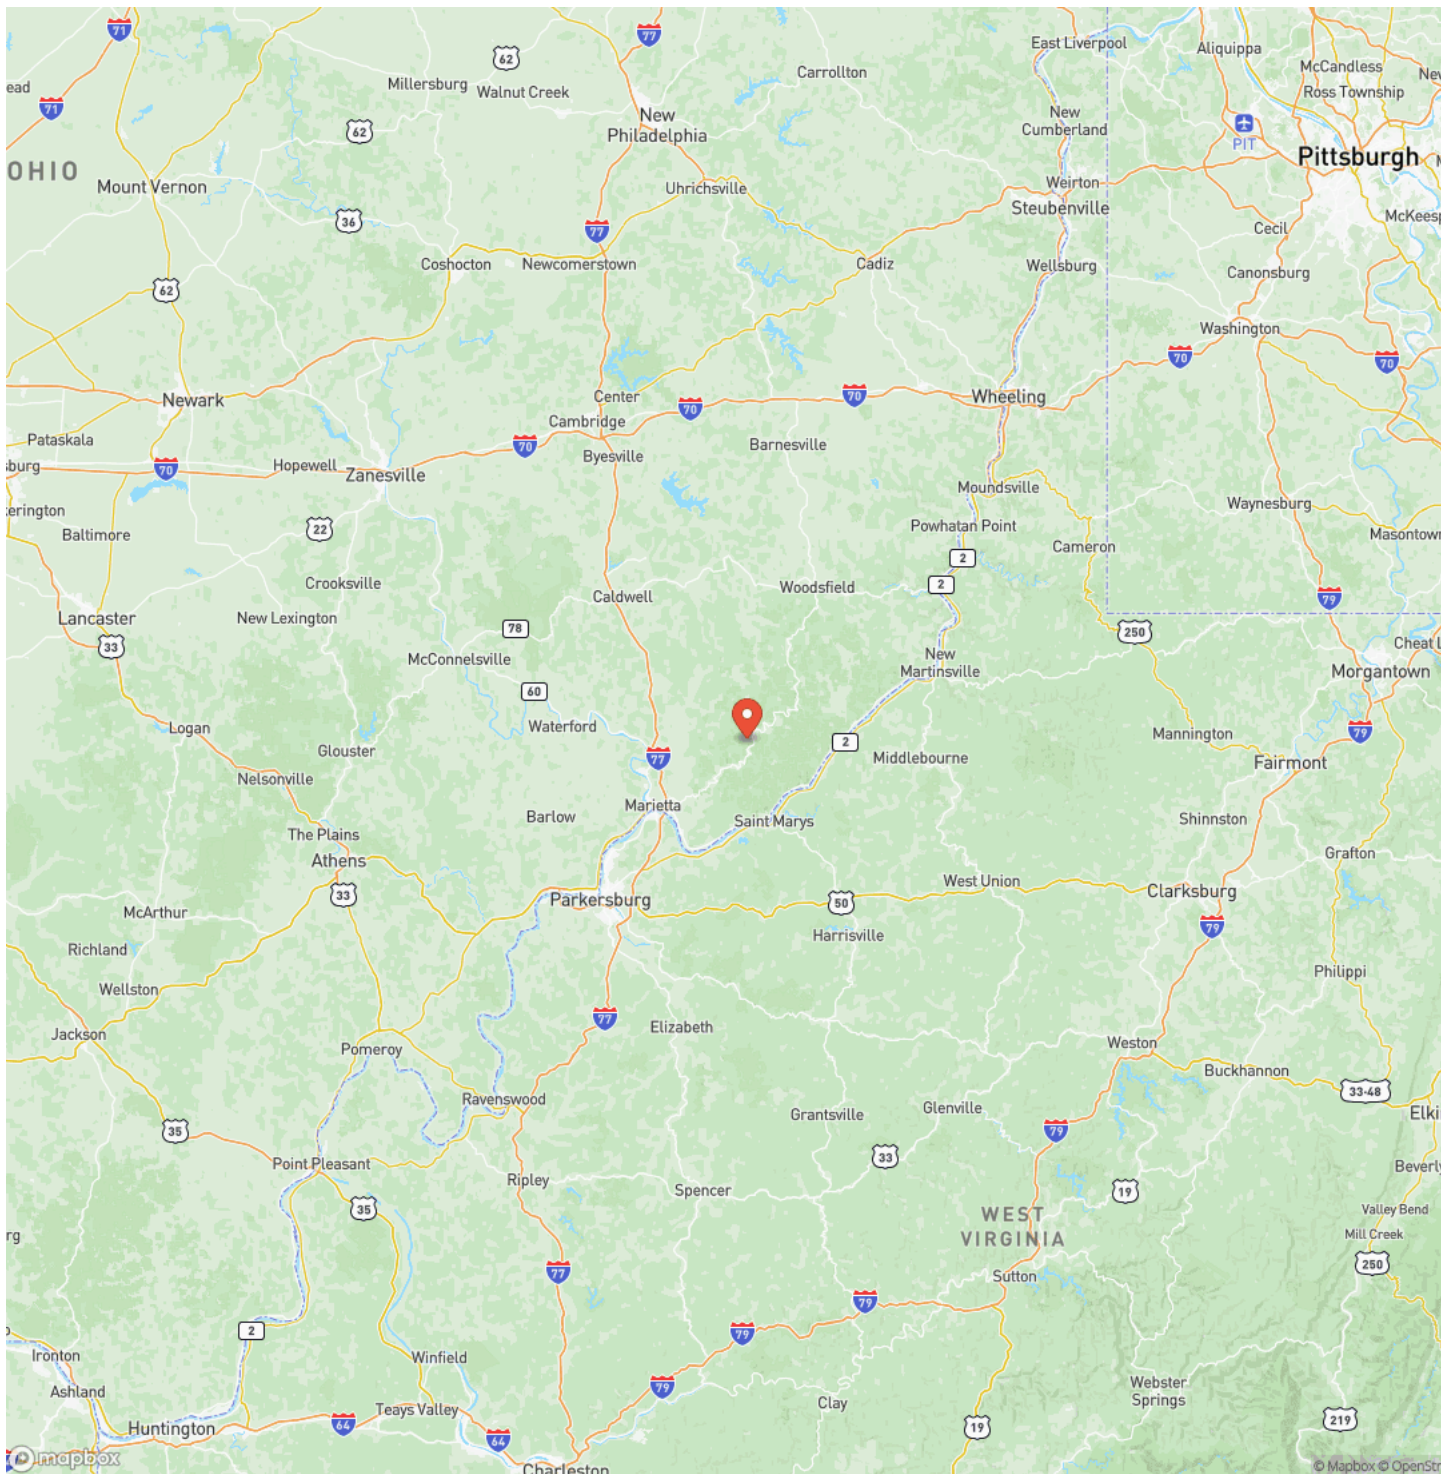 71
77
62
East Liverpool
Aliquippa
McCandless
Ross Township
Carrollton
Millersburg
Walnut Creek
ead
71
New
Philadelphia
New
Cumberland
62
PIT
Pittsburgh
OHIO
Mount Vernon
Uhrichsville
Weirton
Steubenville
36
77
McKeesp
Cecil
Coshocton
Newcomerstown
Cadiz
Wellsburg
Canonsburg
62
Washington
70
70
Newark
Center
70
70
Wheeling
Cambridge
Pataskala
70
Barnesville
Byesville
sburg
70
Hopewell
Zanesville
Moundsville
erington
Baltimore
22
Powhatan Point
Waynesburg
Masontown
Cameron
2
Crooksville
2
Woodsfield
Caldwell
79
Lancaster
New Lexington
33
78
250
McConnelsville
New
Martinsville
Cheat L
Morgantown
60
Waterford
Logan
Glouster
77
2
Middlebourne
Mannington
79
Fairmont
Nelsonville
Marietta
Barlow
Saint Marys
Shinnston
The Plains
Athens
Grafton
33
West Union
Clarksburg
Parkersburg
50
McArthur
Harrisville
79
Richland
Philippi
Wellston
77
Elizabeth
Jackson
Pomeroy
Weston
Buckhannon
33-48
Ravenswood
Grantsville
Glenville
Elki
35
79
33
Point Pleasant
Ripley
Spencer
19
Beverly
35
WEST
VIRGINIA
Valley Bend
Mill Creek
rg
77
250
Sutton
79
2
79
Ironton
Winfield
79
Ashland
Webster
Springs
Clay
Teays Valley
Huntington
64
64
19
219
mapbox
Charleston
© Mapbox © OpenStr